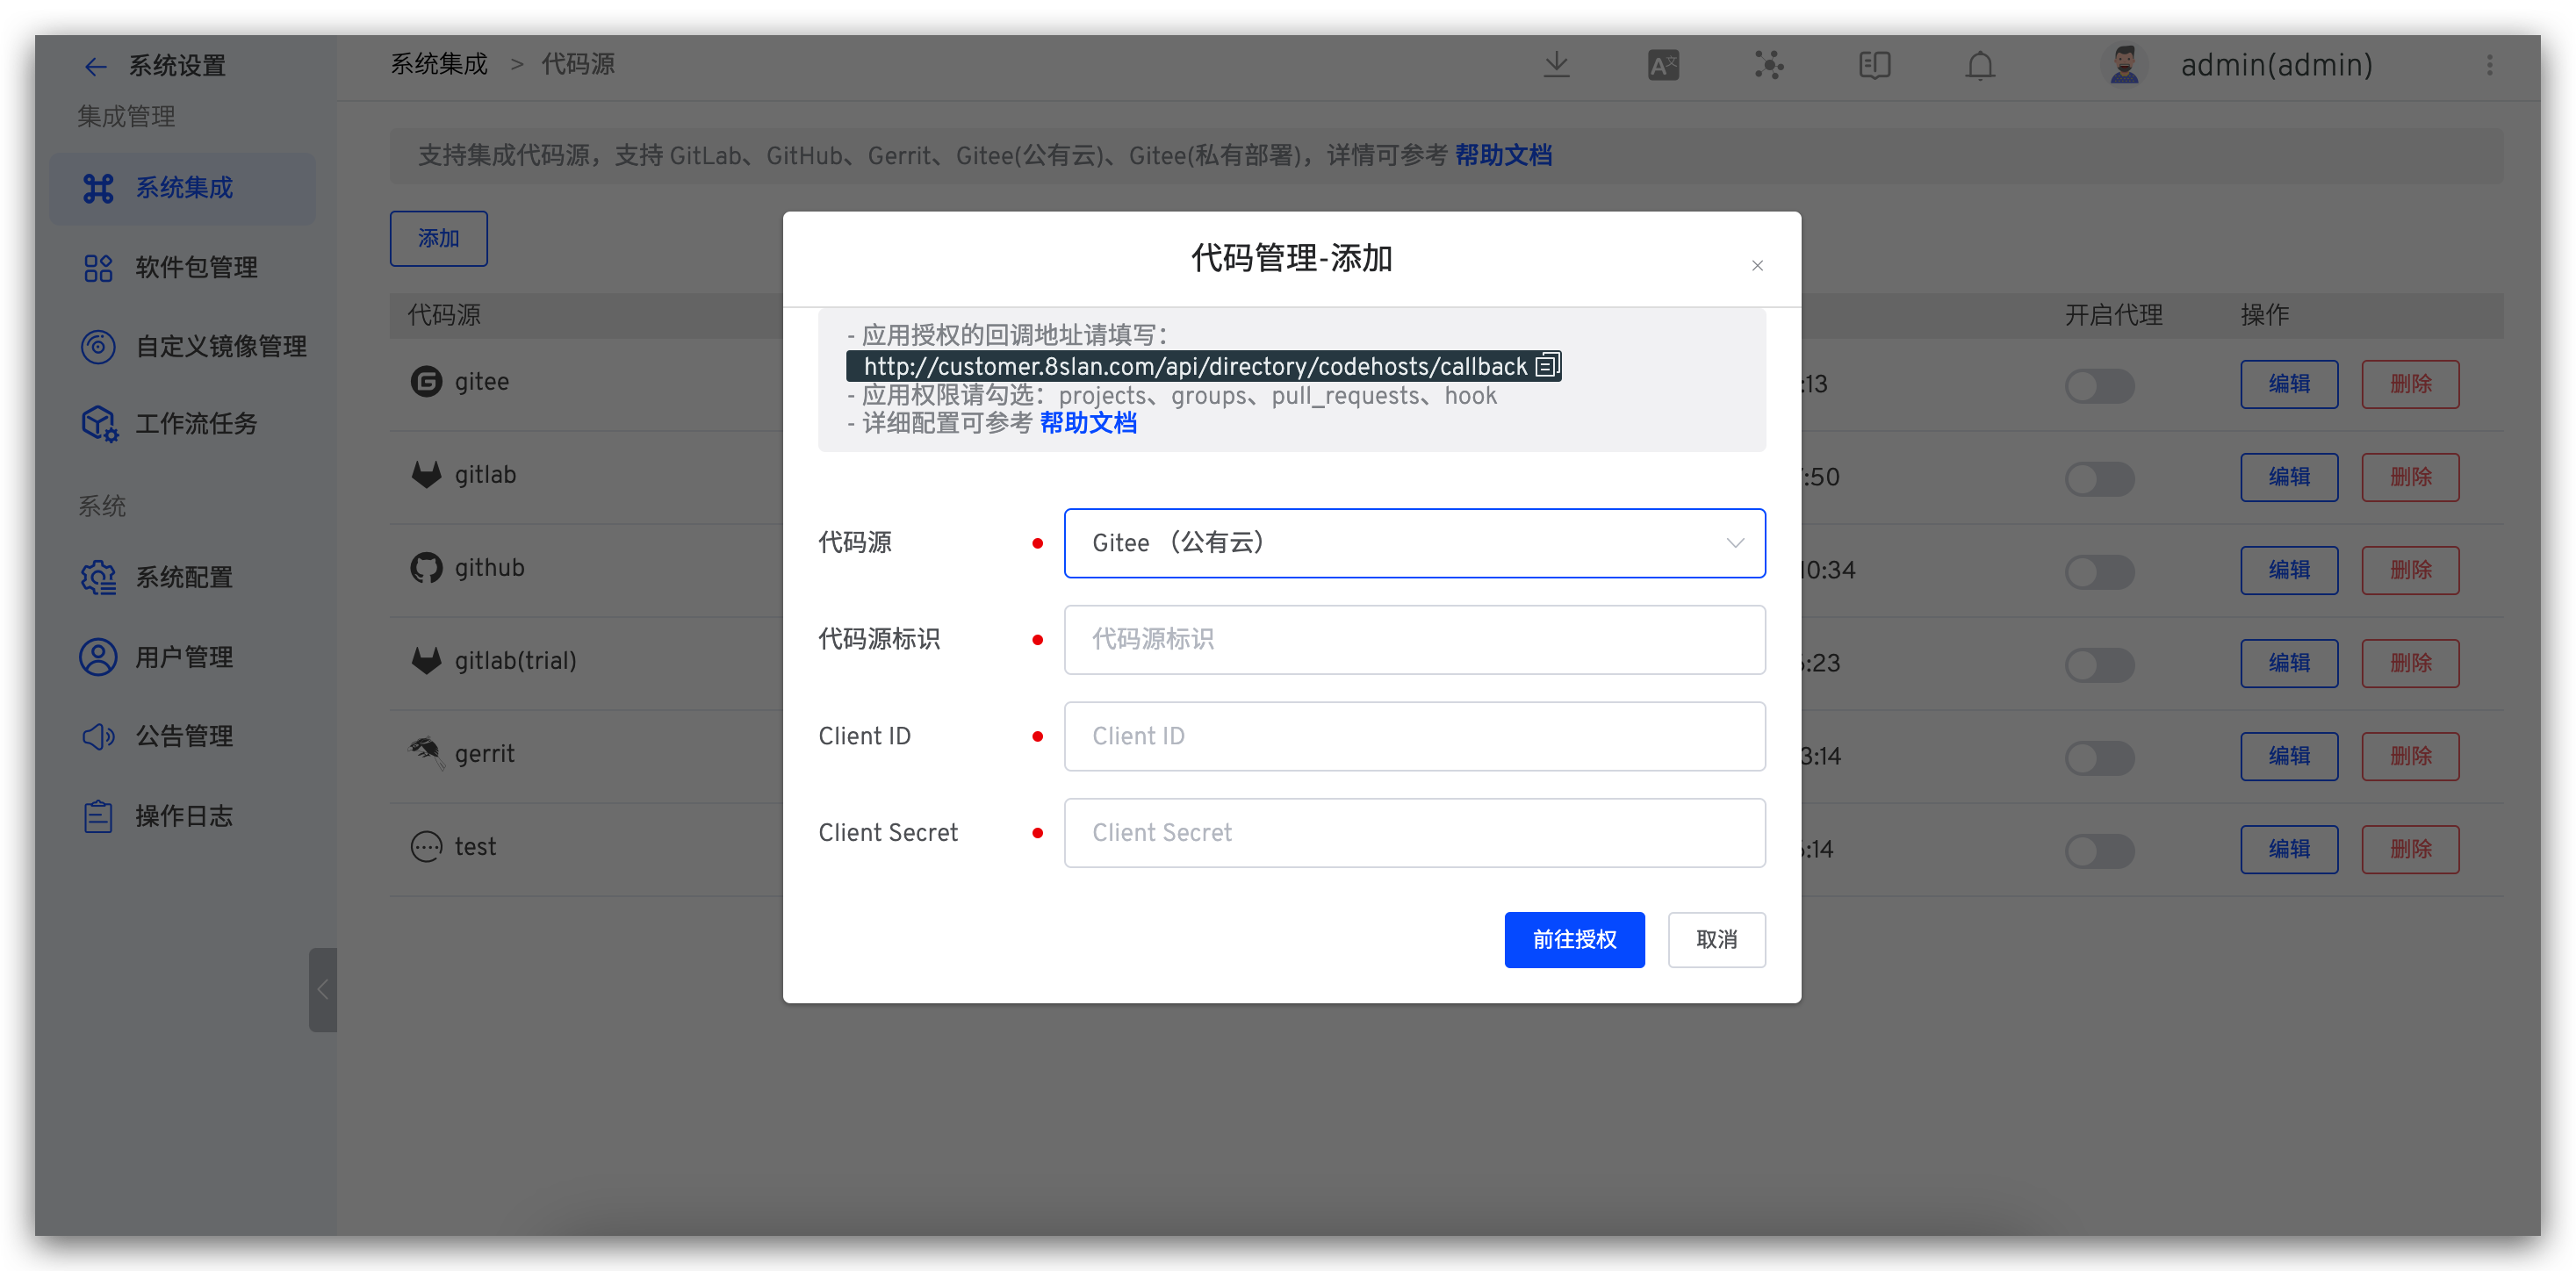 系统设置
集成管理
系统集成
软件包管理
自定义镜像管理
工作流任务
系统
系统配置
用户管理
公告管理
操作日志
系统集成 > 代码源
admin(admin)
支持集成代码源，支持 GitLab、GitHub、Gerrit、Gitee(公有云)、Gitee(私有部署)，详情可参考 帮助文档
添加
代码源 开启代理 操作
gitee :13 编辑 删除
gitlab :50 编辑 删除
github 10:34 编辑 删除
gitlab(trial) :23 编辑 删除
gerrit 3:14 编辑 删除
test :14 编辑 删除
代码管理-添加
- 应用授权的回调地址请填写：
http://customer.8slan.com/api/directory/codehosts/callback
- 应用权限请勾选：projects、groups、pull_requests、hook
- 详细配置可参考 帮助文档
代码源 Gitee （公有云）
代码源标识 代码源标识
Client ID Client ID
Client Secret Client Secret
前往授权 取消